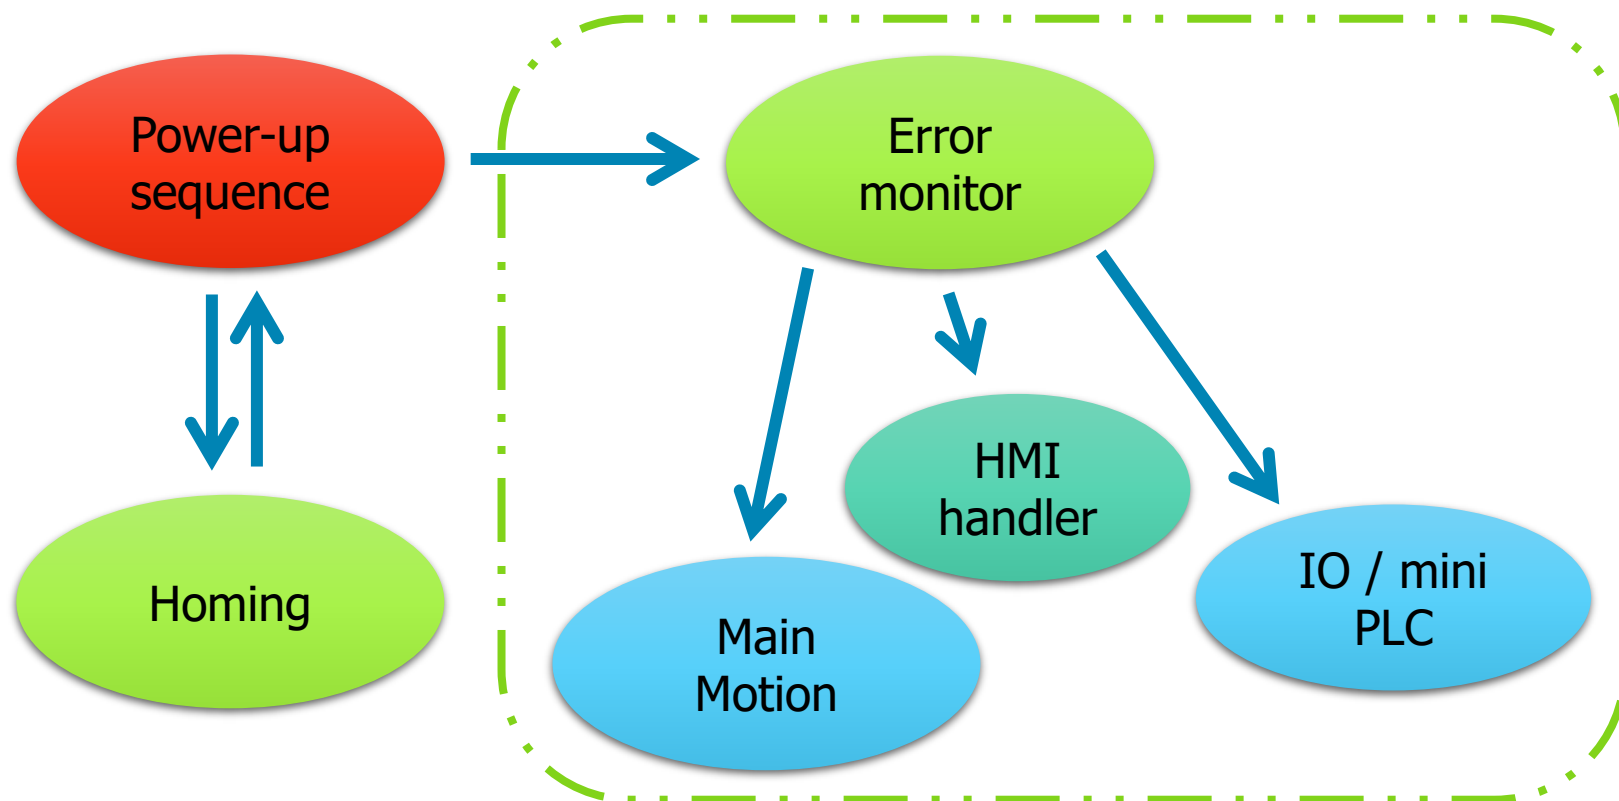 Power-up
sequence
Error
monitor
HMI
handler
Homing
Main
Motion
IO / mini
PLC